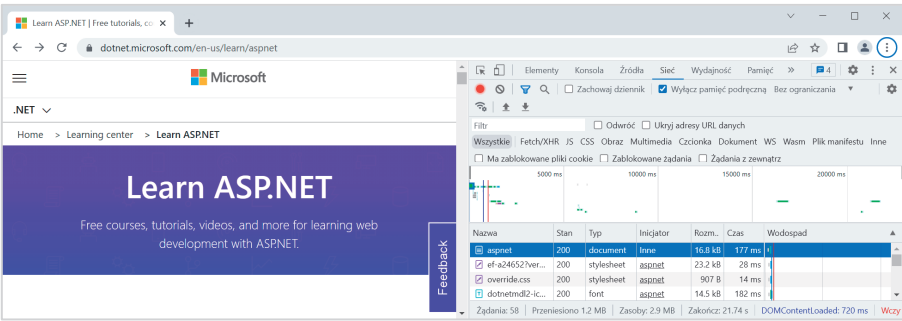 Learn ASP.NET | Free tutorials, co
dotnet.microsoft.com/en-us/learn/aspnet
Microsoft
.NET
Home > Learning center > Learn ASP.NET
Learn ASP.NET
Free courses, tutorials, videos, and more for learning web
development with ASP.NET.
Feedback
Elementy Konsola Źródła Sieć Wydajność Pamięć » 4
Zachowaj dziennik Wyłącz pamięć podręczną Bez ograniczania
Filtr Odwróć Ukryj adresy URL danych
Wszystkie Fetch/XHR JS CSS Obraz Multimedia Czcionka Dokument WS Wasm Plik manifestu Inne
Ma zablokowane pliki cookie Zablokowane żądania Żądania z zewnątrz
5000 ms 10000 ms 15000 ms 20000 ms
Nazwa Stan Typ Inicjator Rozm.. Czas Wodospad
aspnet 200 document Inne 16.8 kB 177 ms
ef-a24652?ver... 200 stylesheet aspnet 23.2 kB 28 ms
override.css 200 stylesheet aspnet 907 B 14 ms
dotnetmdl2-ic... 200 font aspnet 14.5 kB 182 ms
Żądania: 58 Przeniesiono 1.2 MB Zasoby: 2.9 MB Zakończ: 21.74 s DOMContentLoaded: 720 ms Wczy